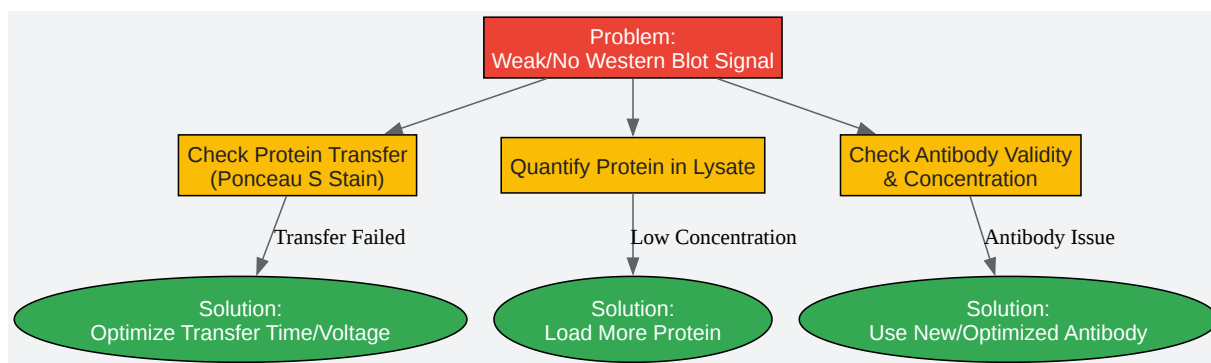 Problem:
Weak/No Western Blot Signal
Check Protein Transfer
(Ponceau S Stain)
Quantify Protein in Lysate
Check Antibody Validity
& Concentration
Transfer Failed
Low Concentration
Antibody Issue
Solution:
Optimize Transfer Time/Voltage
Solution:
Load More Protein
Solution:
Use New/Optimized Antibody